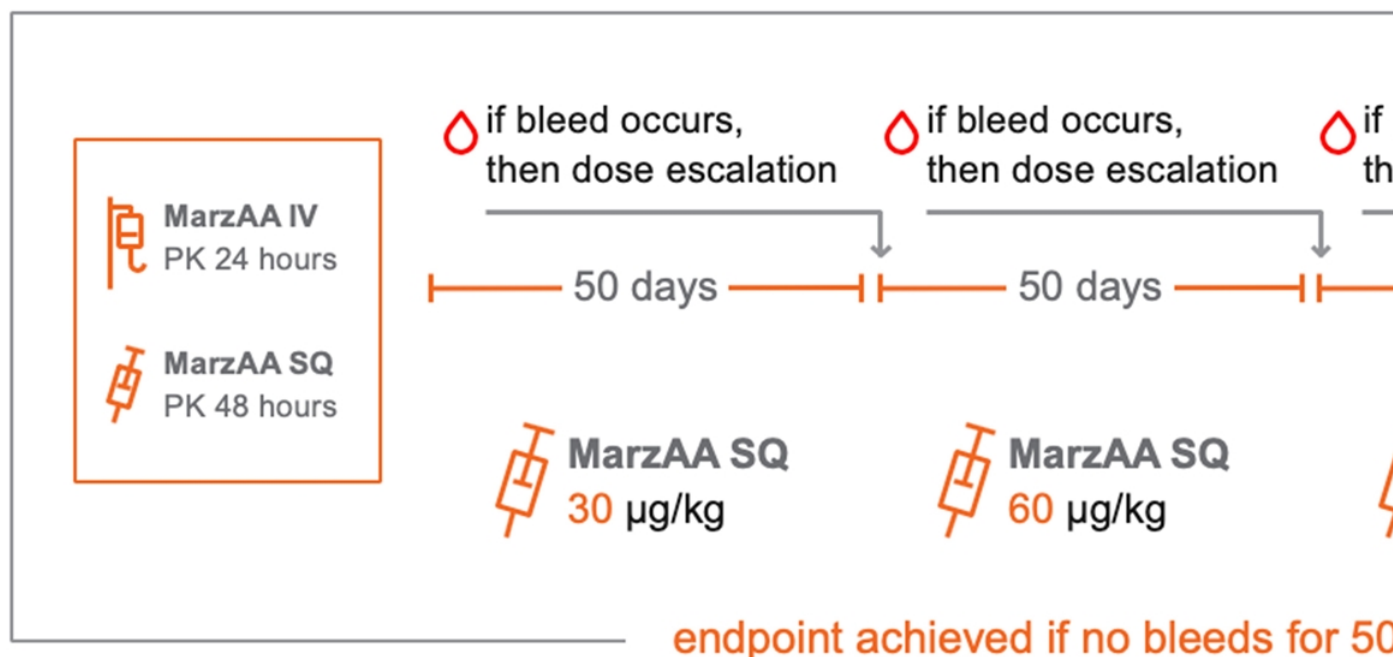 if bleed occurs,
then dose escalation
if bleed occurs,
then dose escalation
if
MarzAA IV
PK 24 hours
MarzAA SQ
PK 48 hours
50 days
50 days
MarzAA SQ
30 µg/kg
MarzAA SQ
60 µg/kg
endpoint achieved if no bleeds for 50